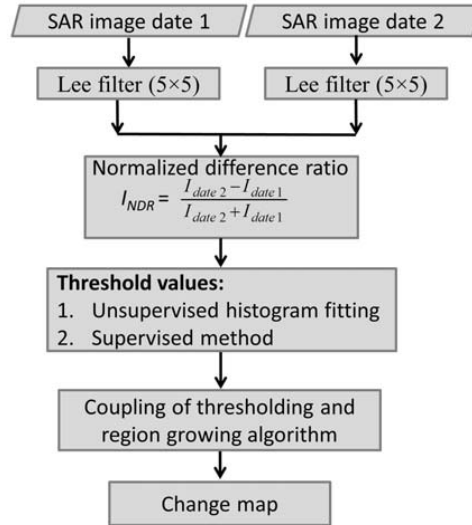 SAR image date 1
SAR image date 2
Lee filter (5×5)
Lee filter (5×5)
Normalized difference ratio
I_NDR = (I_date 2 − I_date 1) / (I_date 2 + I_date 1)
Threshold values:
1. Unsupervised histogram fitting
2. Supervised method
Coupling of thresholding and
region growing algorithm
Change map